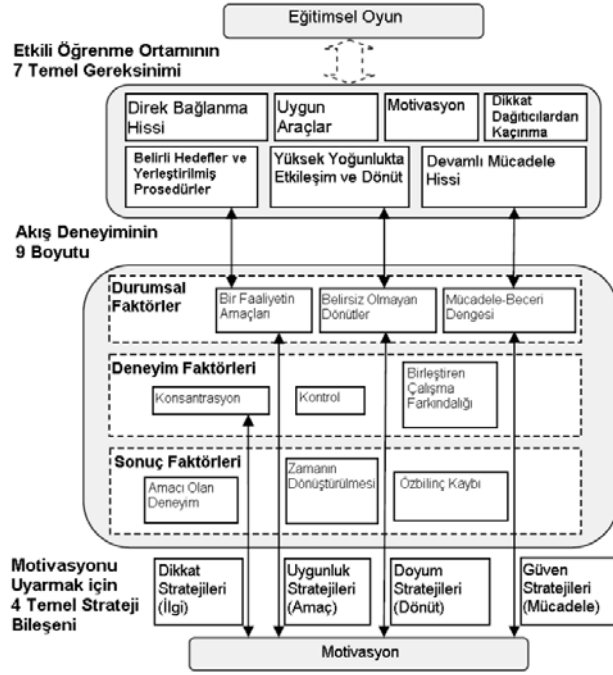 Eğitimsel Oyun
Etkili Öğrenme Ortamının
7 Temel Gereksinimi
Direk Bağlanma
Hissi
Uygun
Araçlar
Motivasyon
Dikkat
Dağıtıcılardan
Kaçınma
Belirli Hedefler ve
Yerleştirilmiş
Prosedürler
Yüksek Yoğunlukta
Etkileşim ve Dönüt
Devamlı Mücadele
Hissi
Akış Deneyiminin
9 Boyutu
Durumsal
Faktörler
Bir Faaliyetin
Amaçları
Belirsiz Olmayan
Dönütler
Mücadele-Beceri
Dengesi
Deneyim Faktörleri
Konsantrasyon
Kontrol
Birleştiren
Çalışma
Farkındalığı
Sonuç Faktörleri
Amacı Olan
Deneyim
Zamanın
Dönüştürülmesi
Özbilinç Kaybı
Motivasyonu
Uyarmak için
4 Temel Strateji
Bileşeni
Dikkat
Stratejileri
(İlgi)
Uygunluk
Stratejileri
(Amaç)
Doyum
Stratejileri
(Dönüt)
Güven
Stratejileri
(Mücadele)
Motivasyon